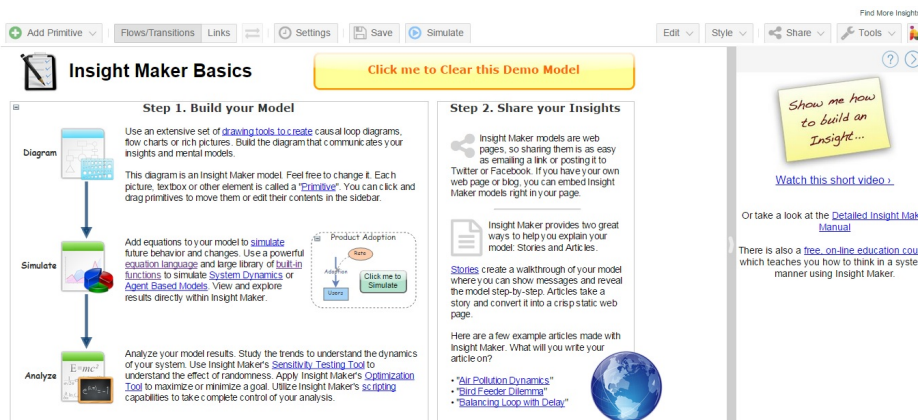 Find More Insights
Add Primitive
Flows/Transitions
Links
Settings
Save
Simulate
Edit
Style
Share
Tools
Insight Maker Basics
Click me to Clear this Demo Model
Step 1. Build your Model
Diagram
Use an extensive set of drawing tools to create causal loop diagrams,
flow charts or rich pictures. Build the diagram that communicates your
insights and mental models.
This diagram is an Insight Maker model. Feel free to change it. Each
picture, textbox or other element is called a "Primitive". You can click and
drag primitives to move them or edit their contents in the sidebar.
Simulate
Add equations to your model to simulate
future behavior and changes. Use a powerful
equation language and large library of built-in
functions to simulate System Dynamics or
Agent Based Models. View and explore
results directly within Insight Maker.
Product Adoption
Rate
Adoption
Users
Click me to
Simulate
Analyze
E=mc²
Analyze your model results. Study the trends to understand the dynamics
of your system. Use Insight Maker's Sensitivity Testing Tool to
understand the effect of randomness. Apply Insight Maker's Optimization
Tool to maximize or minimize a goal. Utilize Insight Maker's scripting
capabilities to take complete control of your analysis.
Step 2. Share your Insights
Insight Maker models are web
pages, so sharing them is as easy
as emailing a link or posting it to
Twitter or Facebook. If you have your own
web page or blog, you can embed Insight
Maker models right in your page.
Insight Maker provides two great
ways to help you explain your
model: Stories and Articles.
Stories create a walkthrough of your model
where you can show messages and reveal
the model step-by-step. Articles take a
story and convert it into a crisp static web
page.
Here are a few example articles made with
Insight Maker. What will you write your
article on?
• "Air Pollution Dynamics"
• "Bird Feeder Dilemma"
• "Balancing Loop with Delay"
Show me how
to build an
Insight...
Watch this short video ›
Or take a look at the Detailed Insight Mak
Manual
There is also a free, on-line education cou
which teaches you how to think in a syste
manner using Insight Maker.